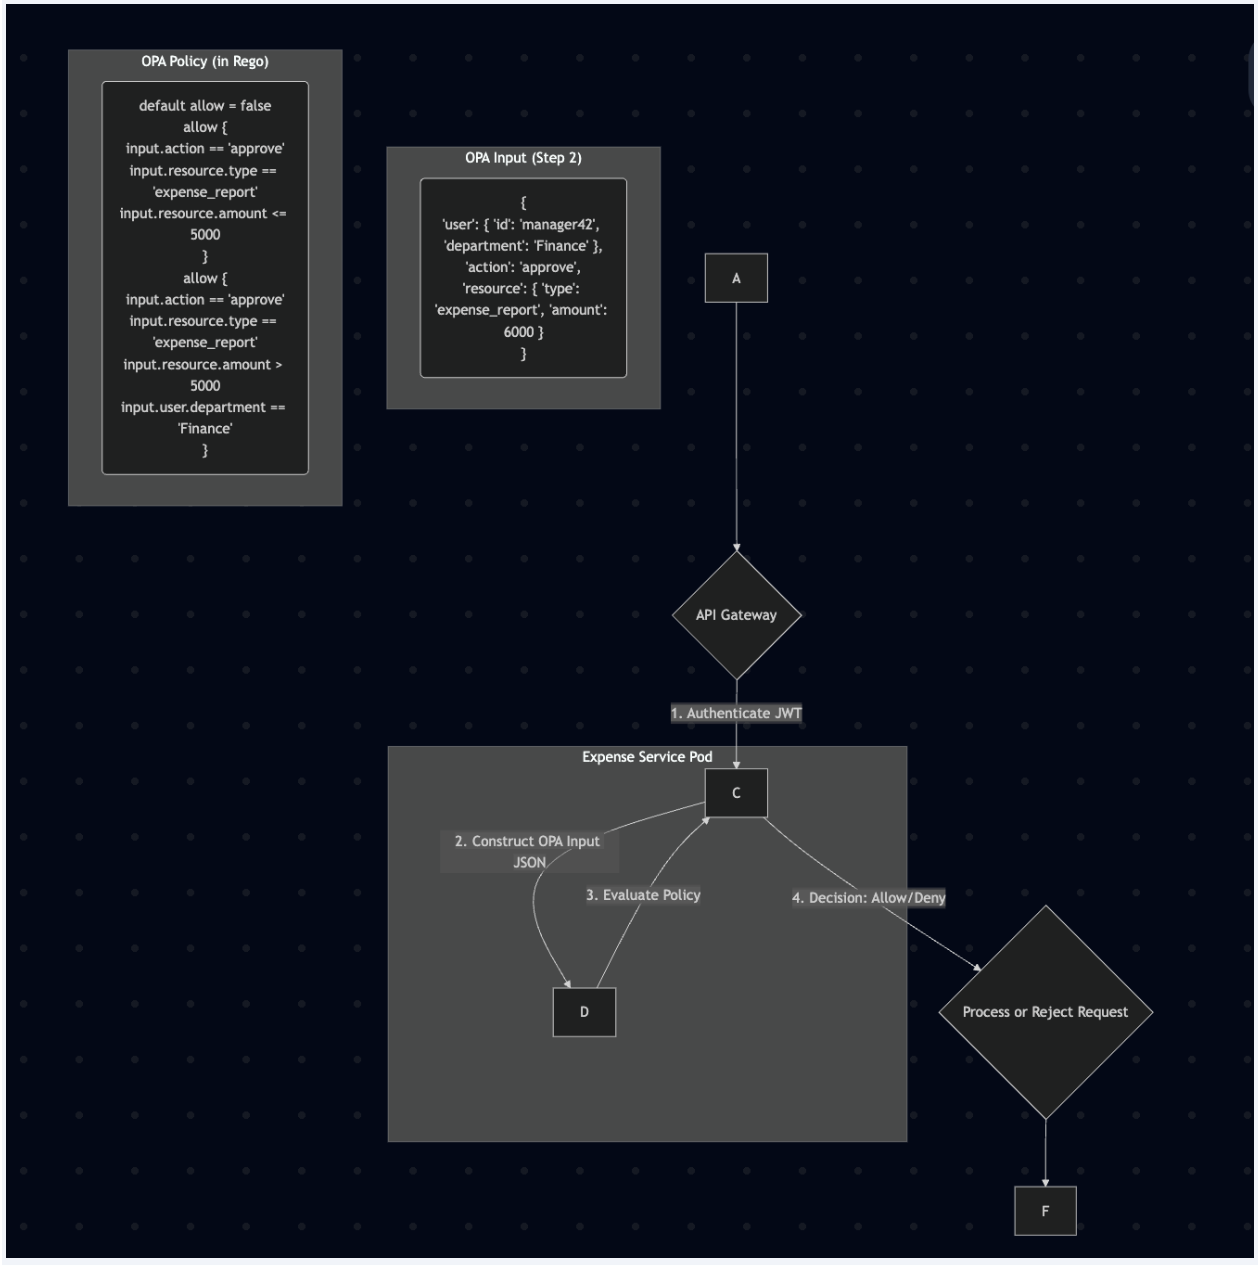 OPA Policy (in Rego)
default allow = false
allow {
input.action == 'approve'
input.resource.type ==
'expense_report'
input.resource.amount <=
5000
}
allow {
input.action == 'approve'
input.resource.type ==
'expense_report'
input.resource.amount >
5000
input.user.department ==
'Finance'
}
OPA Input (Step 2)
{
'user': { 'id': 'manager42',
'department': 'Finance' },
'action': 'approve',
'resource': { 'type':
'expense_report', 'amount':
6000 }
}
A
API Gateway
1. Authenticate JWT
Expense Service Pod
C
2. Construct OPA Input
JSON
3. Evaluate Policy
4. Decision: Allow/Deny
D
Process or Reject Request
F